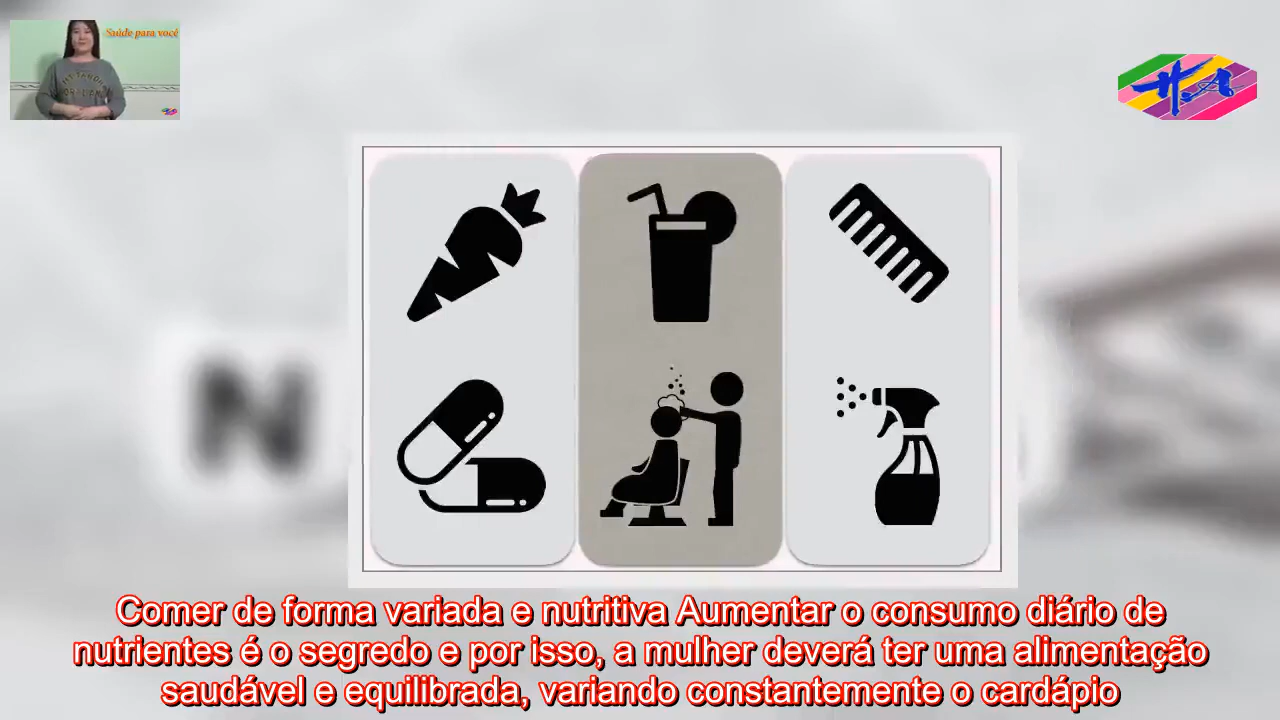 Saúde para você
H.A
N
Comer de forma variada e nutritiva Aumentar o consumo diário de
nutrientes é o segredo e por isso, a mulher deverá ter uma alimentação
saudável e equilibrada, variando constantemente o cardápio